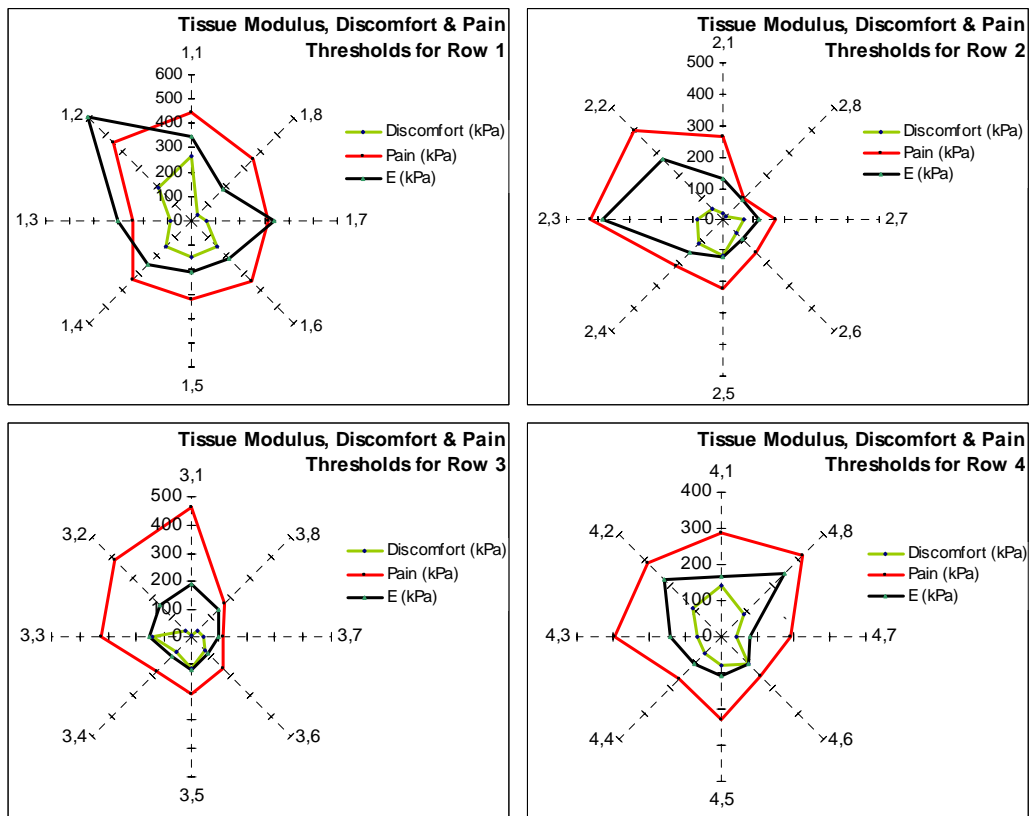 Tissue Modulus, Discomfort & Pain
Thresholds for Row 1
1,1
600
500
400
300
200
100
0
1,2
1,8
1,3
1,7
1,4
1,6
1,5
Discomfort (kPa)
Pain (kPa)
E (kPa)
Tissue Modulus, Discomfort & Pain
Thresholds for Row 2
2,1
500
400
300
200
100
0
2,2
2,8
2,3
2,7
2,4
2,6
2,5
Discomfort (kPa)
Pain (kPa)
E (kPa)
Tissue Modulus, Discomfort & Pain
Thresholds for Row 3
3,1
500
400
300
200
100
0
3,2
3,8
3,3
3,7
3,4
3,6
3,5
Discomfort (kPa)
Pain (kPa)
E (kPa)
Tissue Modulus, Discomfort & Pain
Thresholds for Row 4
4,1
400
300
200
100
0
4,2
4,8
4,3
4,7
4,4
4,6
4,5
Discomfort (kPa)
Pain (kPa)
E (kPa)